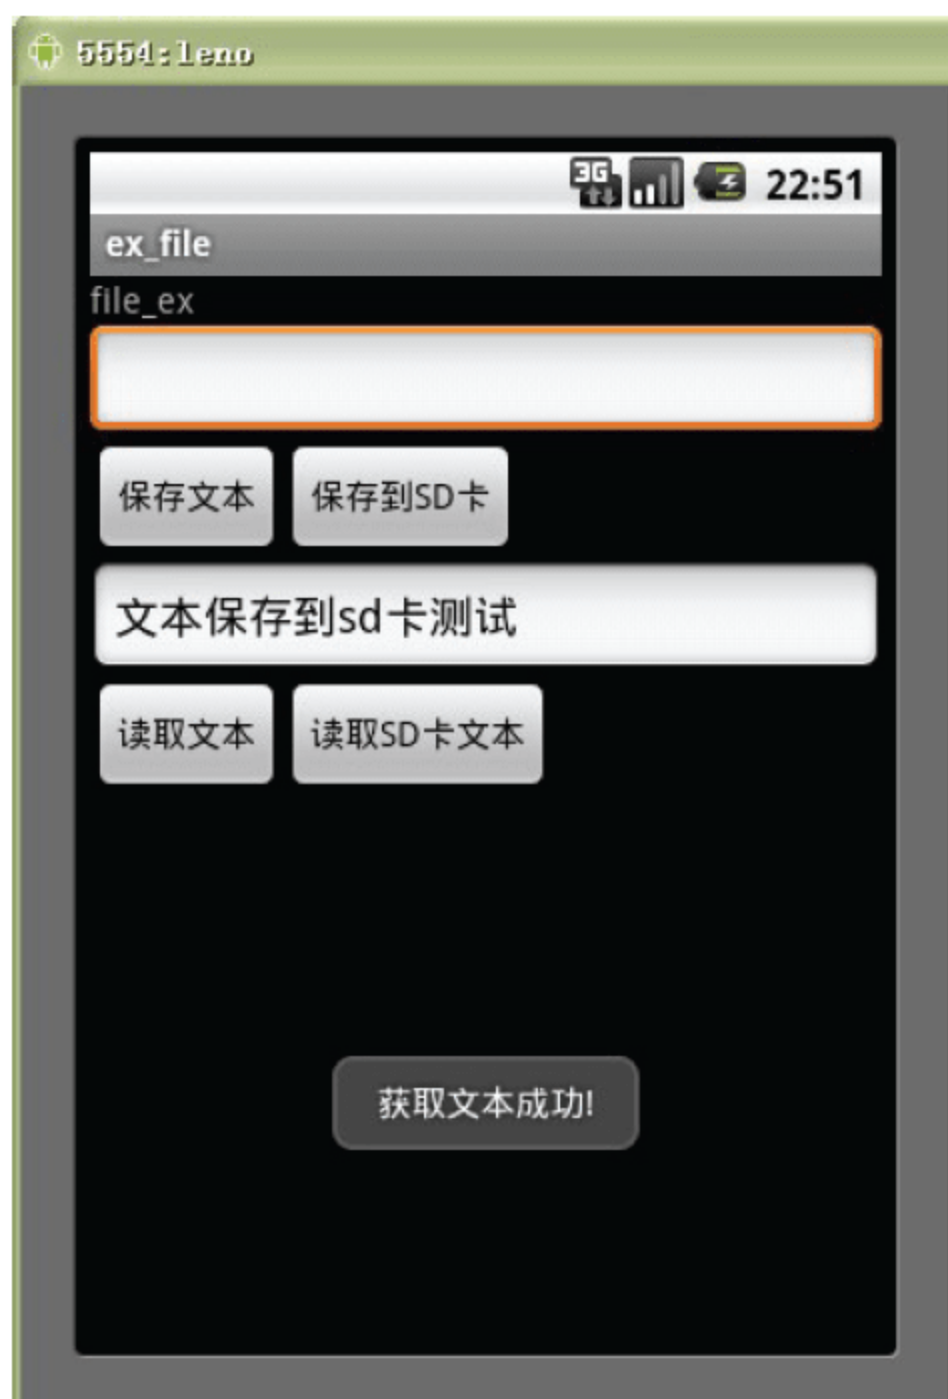 5554:leno
3G 22:51
ex_file
file_ex
保存文本 保存到SD卡
文本保存到sd卡测试
读取文本 读取SD卡文本
获取文本成功!